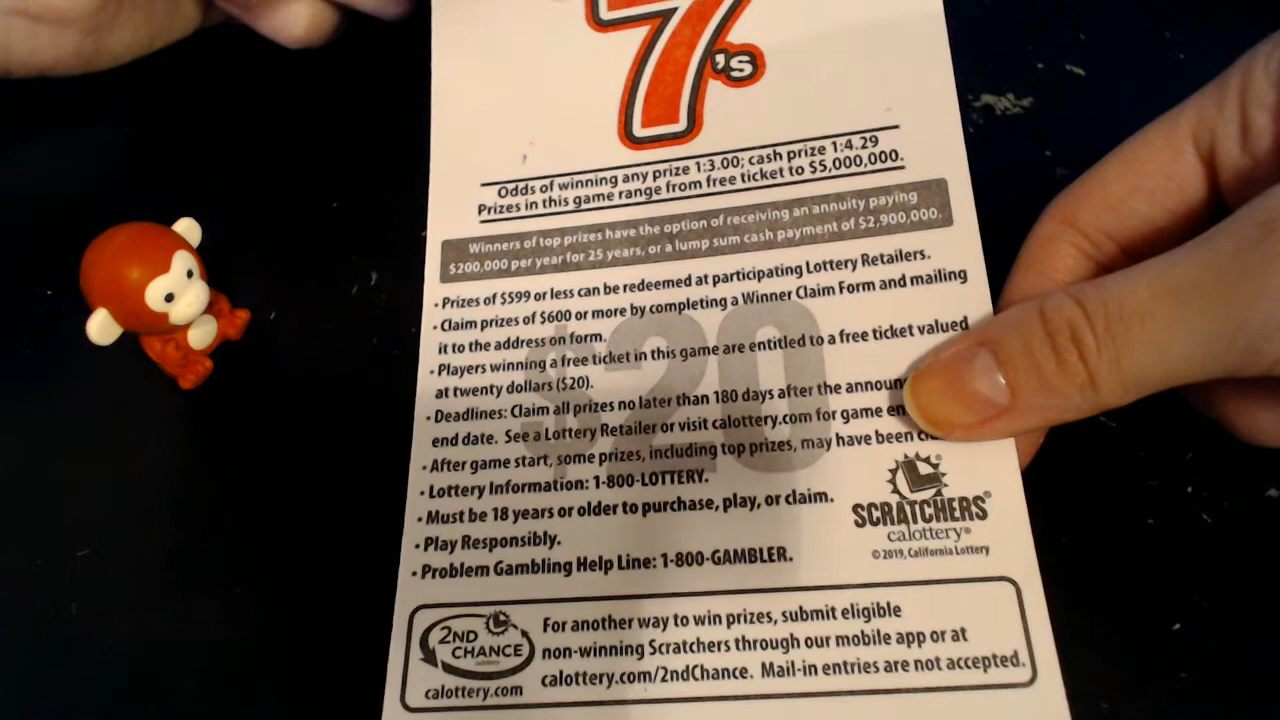 7's
Odds of winning any prize 1:3.00; cash prize 1:4.29
Prizes in this game range from free ticket to $5,000,000.
Winners of top prizes have the option of receiving an annuity paying
$200,000 per year for 25 years, or a lump sum cash payment of $2,900,000.
• Prizes of $599 or less can be redeemed at participating Lottery Retailers.
• Claim prizes of $600 or more by completing a Winner Claim Form and mailing
it to the address on form.
• Players winning a free ticket in this game are entitled to a free ticket valued
at twenty dollars ($20).
• Deadlines: Claim all prizes no later than 180 days after the
end date. See a Lottery Retailer or visit calottery.com for game
• After game start, some prizes, including top prizes, may have been
• Lottery Information: 1-800-LOTTERY.
• Must be 18 years or older to purchase, play, or claim.
• Play Responsibly.
• Problem Gambling Help Line: 1-800-GAMBLER.
$20
L
SCRATCHERS®
calottery®
© 2019, California Lottery
2ND
CHANCE
calottery
calottery.com
For another way to win prizes, submit eligible
non-winning Scratchers through our mobile app or at
calottery.com/2ndChance. Mail-in entries are not accepted.